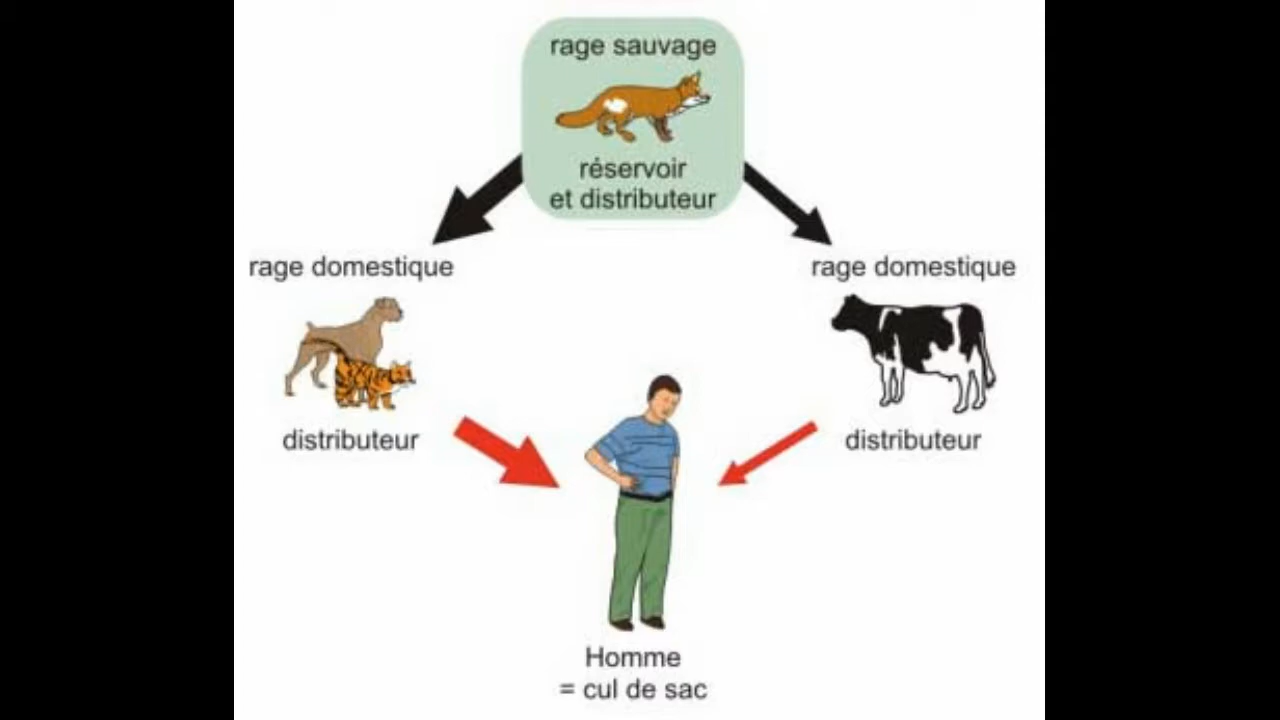 rage sauvage
réservoir
et distributeur
rage domestique
rage domestique
distributeur
distributeur
Homme
= cul de sac